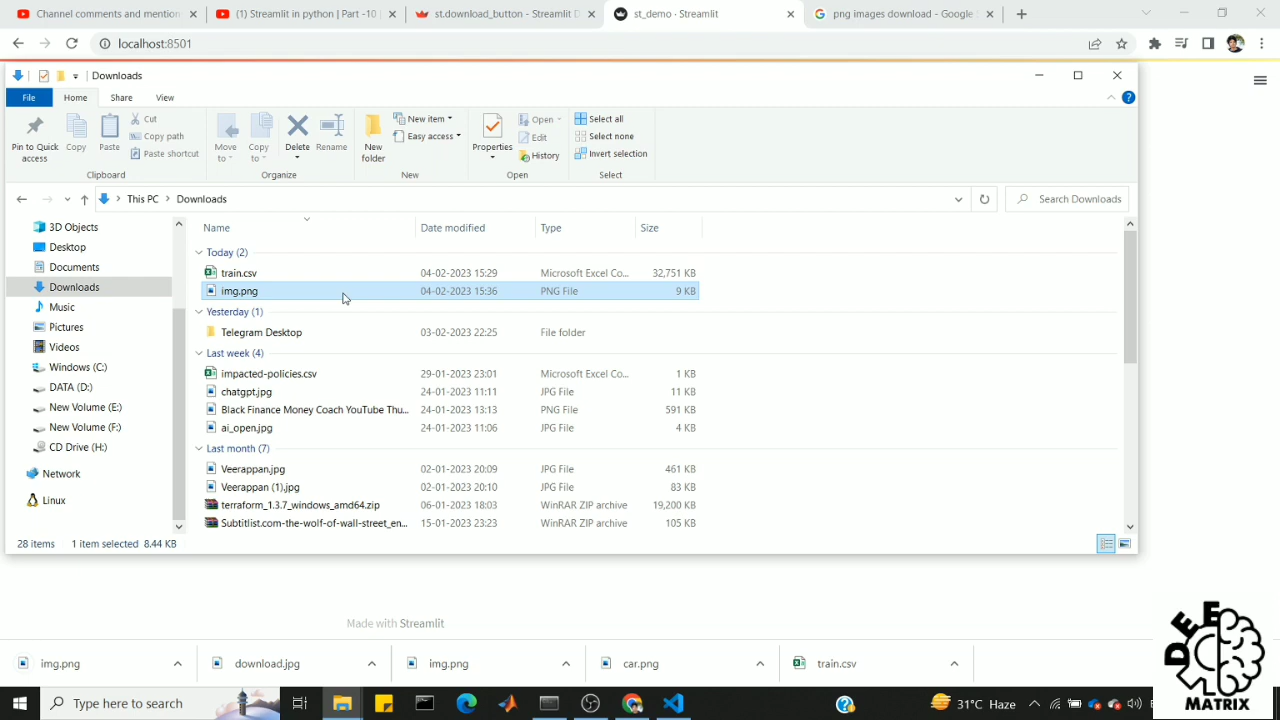 Channel comments and mention
(1) Streamlit in python | Part -10 |
st.download_button - Streamlit D
st_demo · Streamlit
png images download - Google S
localhost:8501
Downloads
File
Home
Share
View
Pin to Quick access
Copy
Paste
Cut
Copy path
Paste shortcut
Clipboard
Move to
Copy to
Delete
Rename
Organize
New folder
New item
Easy access
New
Properties
Open
Edit
History
Open
Select all
Select none
Invert selection
Select
This PC > Downloads
Search Downloads
3D Objects
Desktop
Documents
Downloads
Music
Pictures
Videos
Windows (C:)
DATA (D:)
New Volume (E:)
New Volume (F:)
CD Drive (H:)
Network
Linux
Name Date modified Type Size
Today (2)
train.csv 04-02-2023 15:29 Microsoft Excel Co... 32,751 KB
img.png 04-02-2023 15:36 PNG File 9 KB
Yesterday (1)
Telegram Desktop 03-02-2023 22:25 File folder
Last week (4)
impacted-policies.csv 29-01-2023 23:01 Microsoft Excel Co... 1 KB
chatgpt.jpg 24-01-2023 11:11 JPG File 11 KB
Black Finance Money Coach YouTube Thu... 24-01-2023 13:13 PNG File 591 KB
ai_open.jpg 24-01-2023 11:06 JPG File 4 KB
Last month (7)
Veerappan.jpg 02-01-2023 20:09 JPG File 461 KB
Veerappan (1).jpg 02-01-2023 20:10 JPG File 83 KB
terraform_1.3.7_windows_amd64.zip 06-01-2023 18:03 WinRAR ZIP archive 19,200 KB
Subtitlist.com-the-wolf-of-wall-street_en... 15-01-2023 23:23 WinRAR ZIP archive 105 KB
28 items 1 item selected 8.44 KB
Made with Streamlit
img.png
download.jpg
img.png
car.png
train.csv
Type here to search
31°C Haze
DEE
MATRIX